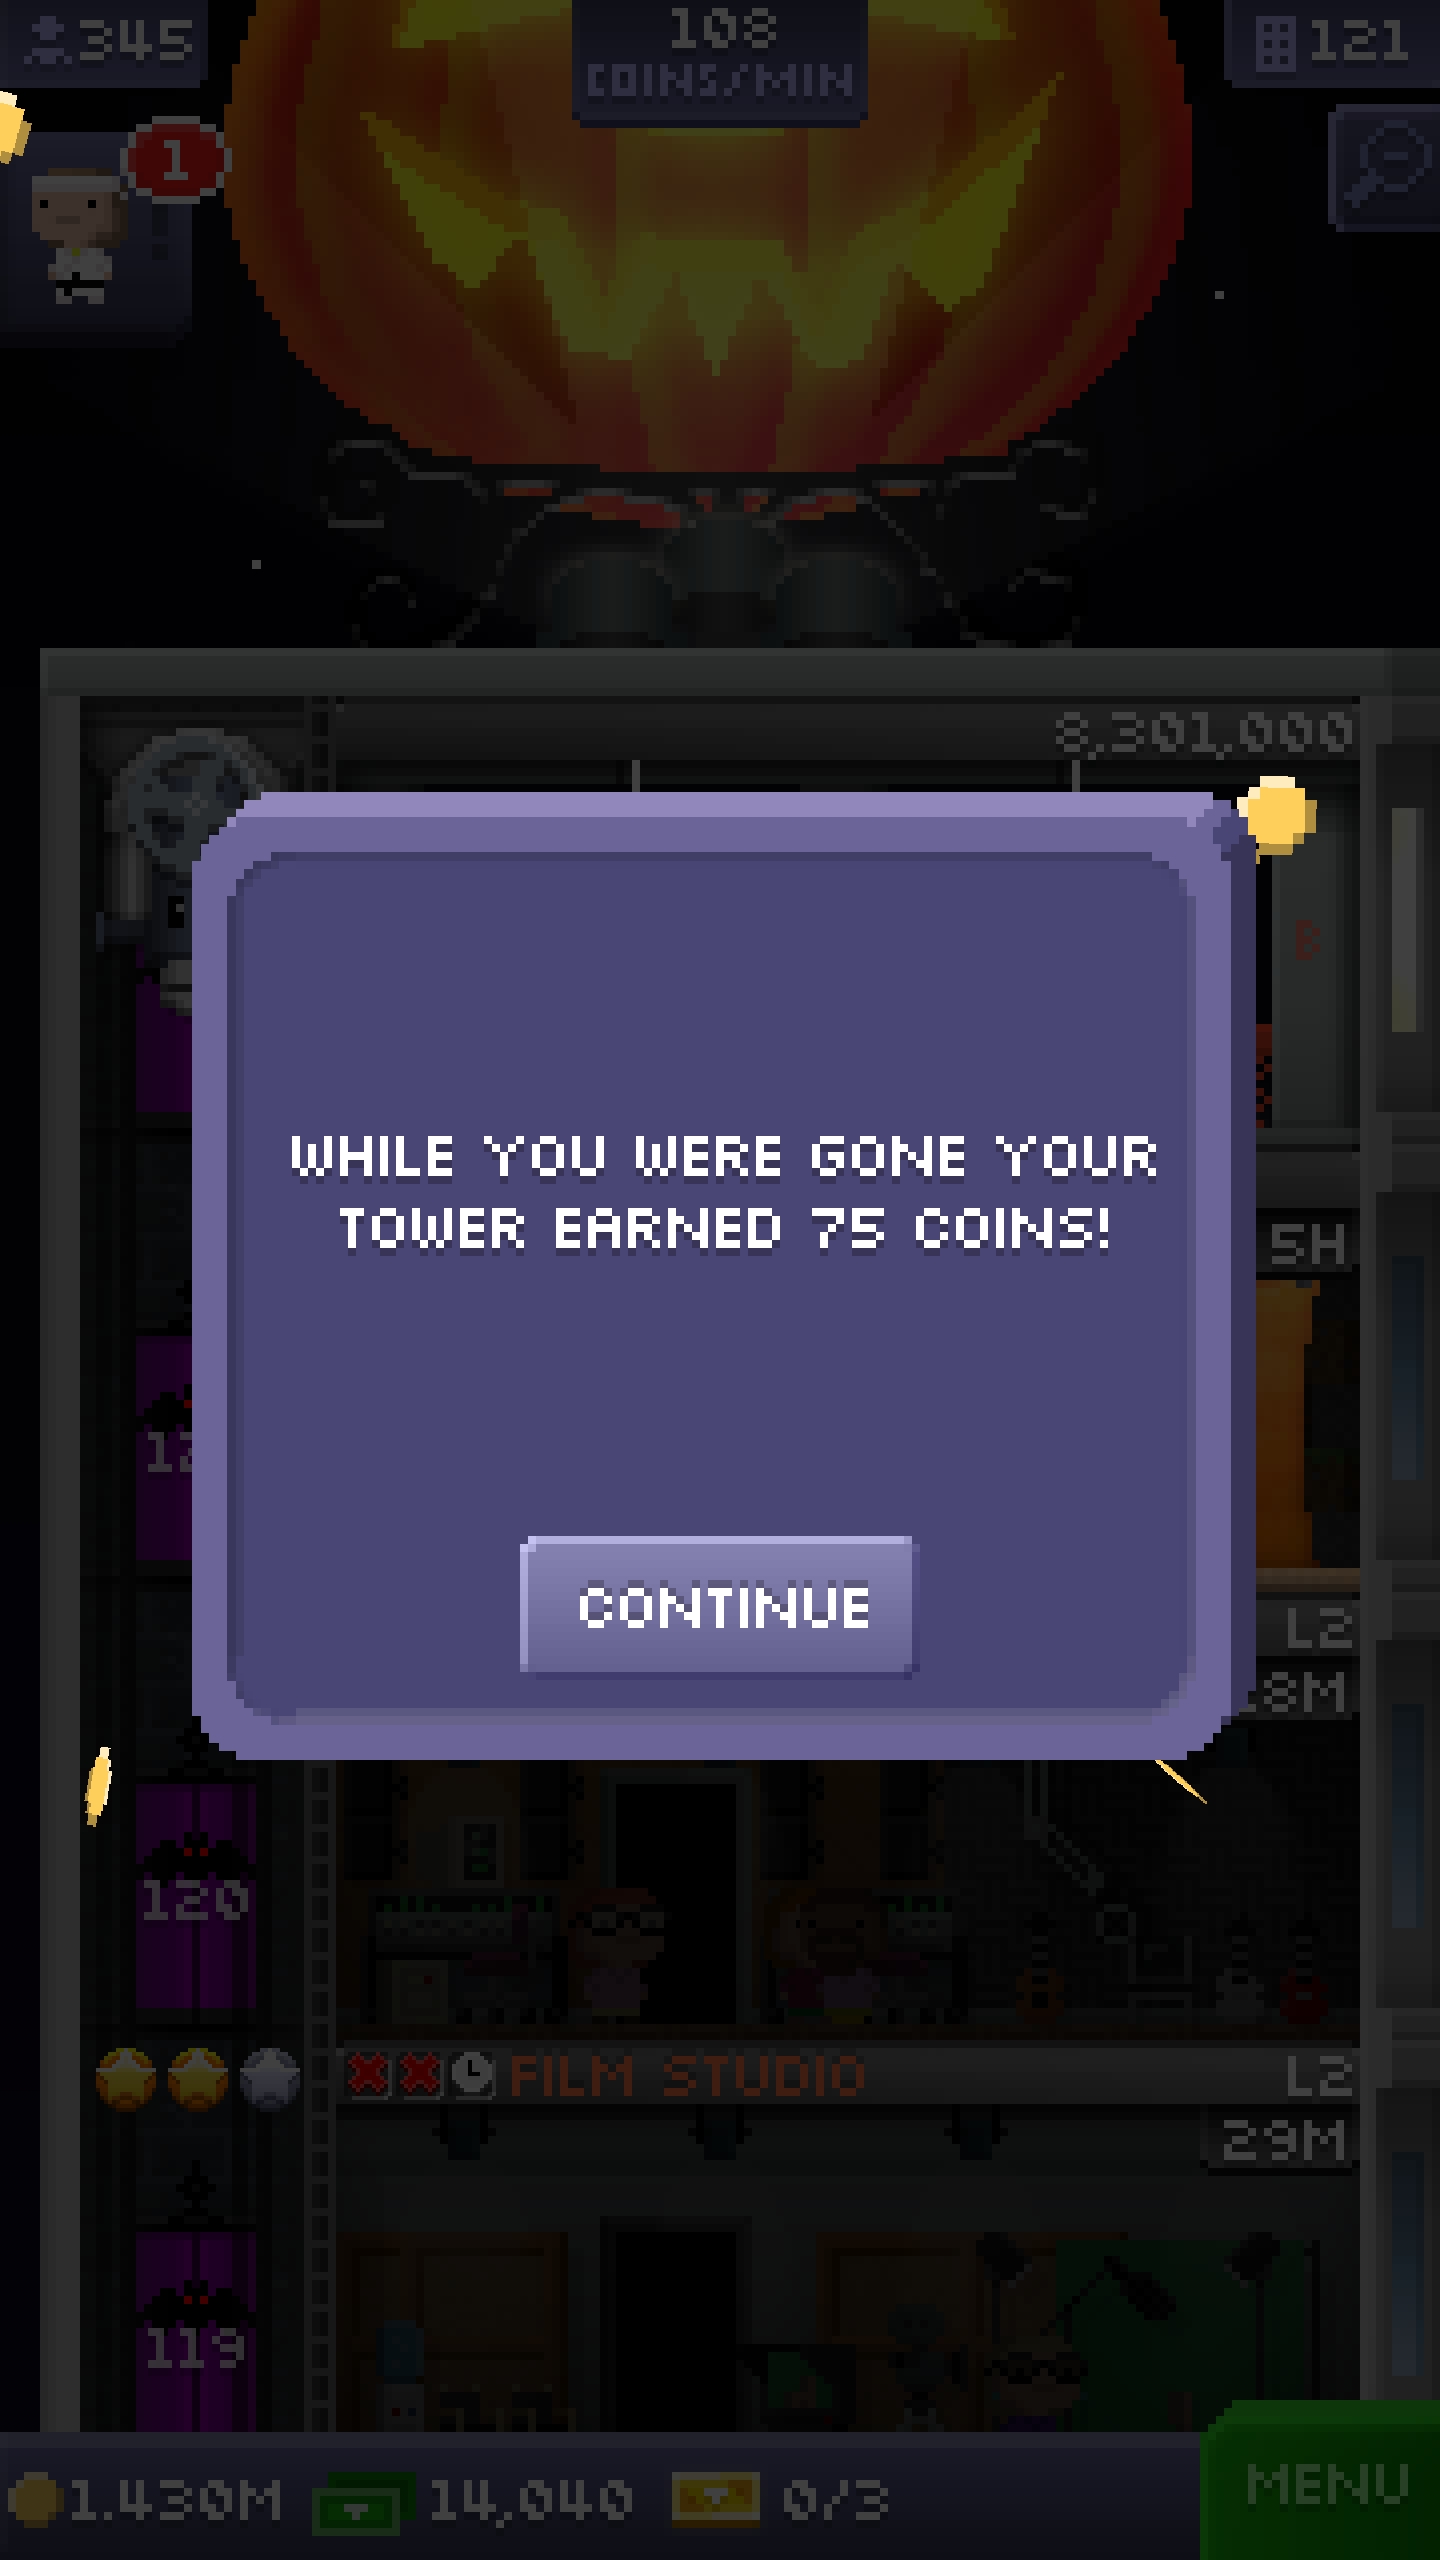 345
108
COINS/MIN
121
1
8,301,000
B
WHILE YOU WERE GONE YOUR
TOWER EARNED 75 COINS!
5H
CONTINUE
L2
120
FILM STUDIO
L2
29M
119
1.430M
14,040
0/3
MENU